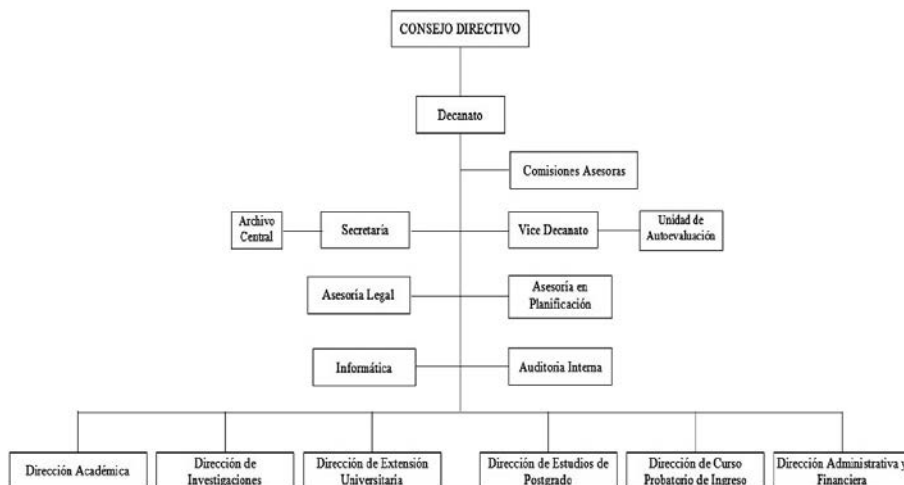 CONSEJO DIRECTIVO
Decanato
Comisiones Asesoras
Archivo
Central
Secretaría
Vice Decanato
Unidad de
Autoevaluación
Asesoría Legal
Asesoría en
Planificación
Informática
Auditoria Interna
Dirección Académica
Dirección de
Investigaciones
Dirección de Extensión
Universitaria
Dirección de Estudios de
Postgrado
Dirección de Curso
Probatorio de Ingreso
Dirección Administrativa y
Financiera